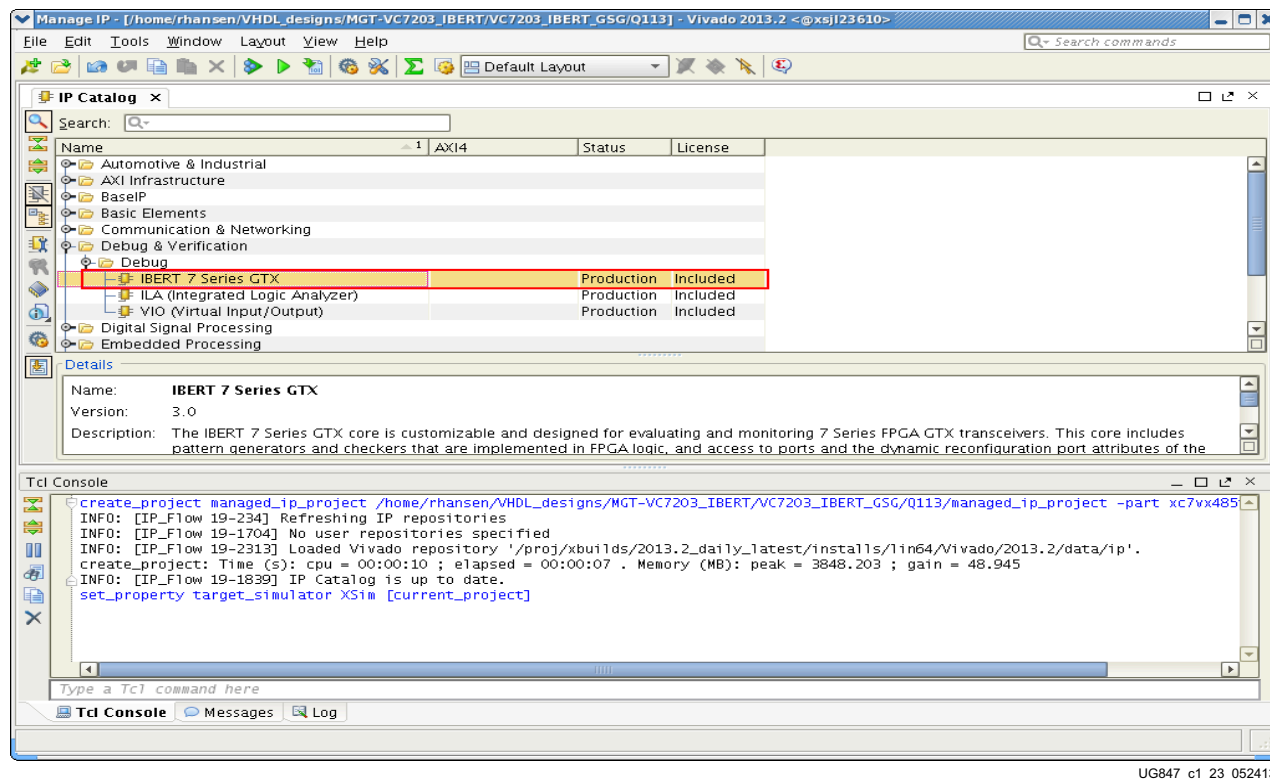 Manage IP - [/home/rhansen/VHDL_designs/MGT-VC7203_IBERT/VC7203_IBERT_GSG/Q113] - Vivado 2013.2 <@xsjl23610>
File Edit Tools Window Layout View Help
Search commands
Default Layout
IP Catalog
Search:
Name 1 AXI4 Status License
Automotive & Industrial
AXI Infrastructure
BaseIP
Basic Elements
Communication & Networking
Debug & Verification
Debug
IBERT 7 Series GTX Production Included
ILA (Integrated Logic Analyzer) Production Included
VIO (Virtual Input/Output) Production Included
Digital Signal Processing
Embedded Processing
Details
Name: IBERT 7 Series GTX
Version: 3.0
Description: The IBERT 7 Series GTX core is customizable and designed for evaluating and monitoring 7 Series FPGA GTX transceivers. This core includes
pattern generators and checkers that are implemented in FPGA logic, and access to ports and the dynamic reconfiguration port attributes of the
Tcl Console
create_project managed_ip_project /home/rhansen/VHDL_designs/MGT-VC7203_IBERT/VC7203_IBERT_GSG/Q113/managed_ip_project -part xc7vx485
INFO: [IP_Flow 19-234] Refreshing IP repositories
INFO: [IP_Flow 19-1704] No user repositories specified
INFO: [IP_Flow 19-2313] Loaded Vivado repository '/proj/xbuilds/2013.2_daily_latest/installs/lin64/Vivado/2013.2/data/ip'.
create_project: Time (s): cpu = 00:00:10 ; elapsed = 00:00:07 . Memory (MB): peak = 3848.203 ; gain = 48.945
INFO: [IP_Flow 19-1839] IP Catalog is up to date.
set_property target_simulator XSim [current_project]
Type a Tcl command here
Tcl Console Messages Log
UG847_c1_23_052413